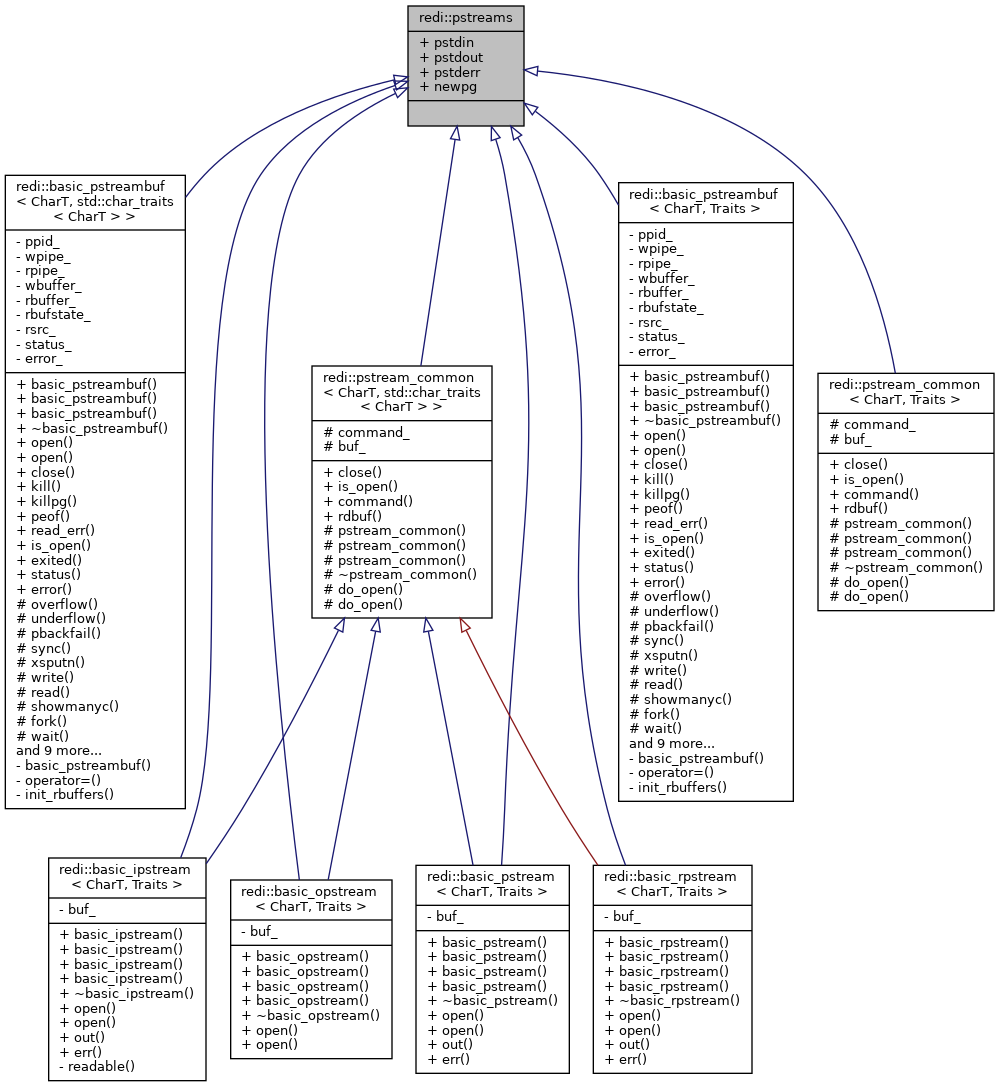 redi::pstreams
+ pstdin
+ pstdout
+ pstderr
+ newpg
redi::basic_pstreambuf
< CharT, std::char_traits
< CharT > >
- ppid_
- wpipe_
- rpipe_
- wbuffer_
- rbuffer_
- rbufstate_
- rsrc_
- status_
- error_
+ basic_pstreambuf()
+ basic_pstreambuf()
+ basic_pstreambuf()
+ ~basic_pstreambuf()
+ open()
+ open()
+ close()
+ kill()
+ killpg()
+ peof()
+ read_err()
+ is_open()
+ exited()
+ status()
+ error()
# overflow()
# underflow()
# pbackfail()
# sync()
# xsputn()
# write()
# read()
# showmanyc()
# fork()
# wait()
and 9 more...
- basic_pstreambuf()
- operator=()
- init_rbuffers()
redi::pstream_common
< CharT, std::char_traits
< CharT > >
# command_
# buf_
+ close()
+ is_open()
+ command()
+ rdbuf()
# pstream_common()
# pstream_common()
# pstream_common()
# ~pstream_common()
# do_open()
# do_open()
redi::basic_pstreambuf
< CharT, Traits >
- ppid_
- wpipe_
- rpipe_
- wbuffer_
- rbuffer_
- rbufstate_
- rsrc_
- status_
- error_
+ basic_pstreambuf()
+ basic_pstreambuf()
+ basic_pstreambuf()
+ ~basic_pstreambuf()
+ open()
+ open()
+ close()
+ kill()
+ killpg()
+ peof()
+ read_err()
+ is_open()
+ exited()
+ status()
+ error()
# overflow()
# underflow()
# pbackfail()
# sync()
# xsputn()
# write()
# read()
# showmanyc()
# fork()
# wait()
and 9 more...
- basic_pstreambuf()
- operator=()
- init_rbuffers()
redi::pstream_common
< CharT, Traits >
# command_
# buf_
+ close()
+ is_open()
+ command()
+ rdbuf()
# pstream_common()
# pstream_common()
# pstream_common()
# ~pstream_common()
# do_open()
# do_open()
redi::basic_ipstream
< CharT, Traits >
- buf_
+ basic_ipstream()
+ basic_ipstream()
+ basic_ipstream()
+ basic_ipstream()
+ ~basic_ipstream()
+ open()
+ open()
+ out()
+ err()
- readable()
redi::basic_opstream
< CharT, Traits >
- buf_
+ basic_opstream()
+ basic_opstream()
+ basic_opstream()
+ basic_opstream()
+ ~basic_opstream()
+ open()
+ open()
redi::basic_pstream
< CharT, Traits >
- buf_
+ basic_pstream()
+ basic_pstream()
+ basic_pstream()
+ basic_pstream()
+ ~basic_pstream()
+ open()
+ open()
+ out()
+ err()
redi::basic_rpstream
< CharT, Traits >
- buf_
+ basic_rpstream()
+ basic_rpstream()
+ basic_rpstream()
+ basic_rpstream()
+ ~basic_rpstream()
+ open()
+ open()
+ out()
+ err()